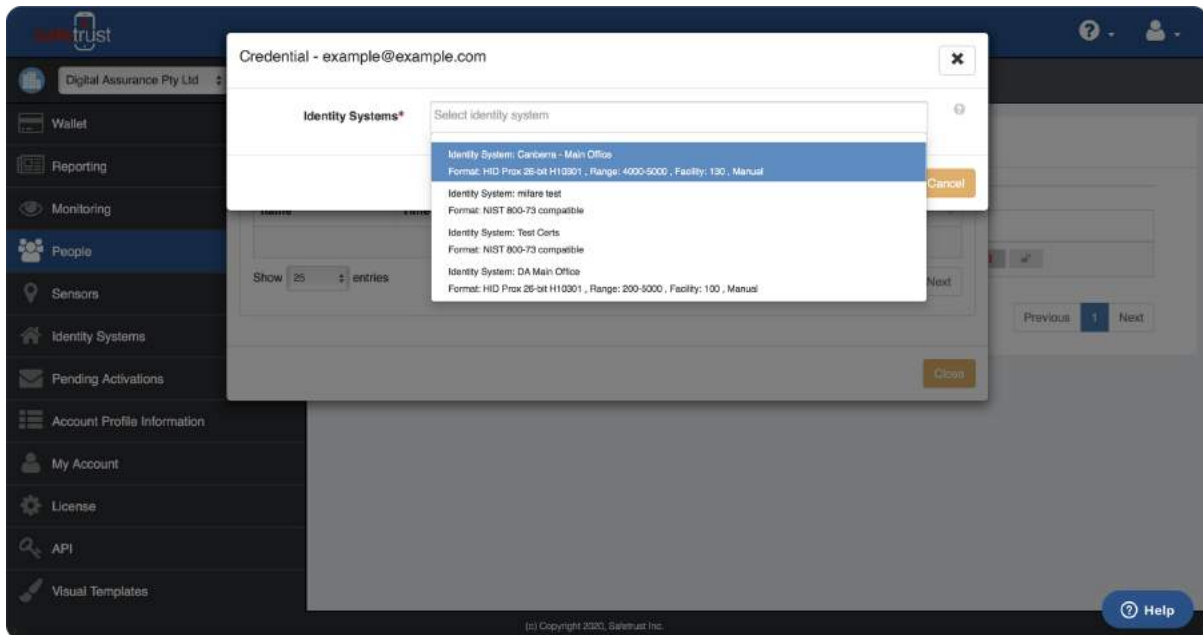 trust
Credential - example@example.com
Digital Assurance Pty Ltd
Identity Systems*
Select identity system
Wallet
Identity System: Canberra - Main Office
Format: HID Prox 26-bit H10301 , Range: 4000-5000 , Facility: 130 , Manual
Cancel
Reporting
Identity System: mifare test
Format: NIST 800-73 compatible
Monitoring
Identity System: Test Certs
Format: NIST 800-73 compatible
People
Identity System: DA Main Office
Format: HID Prox 26-bit H10301 , Range: 200-5000 , Facility: 100 , Manual
Show 25 entries
Next
Sensors
Previous 1 Next
Identity Systems
Pending Activations
Close
Account Profile Information
My Account
License
API
Visual Templates
Help
(c) Copyright 2020, Safetrust Inc.